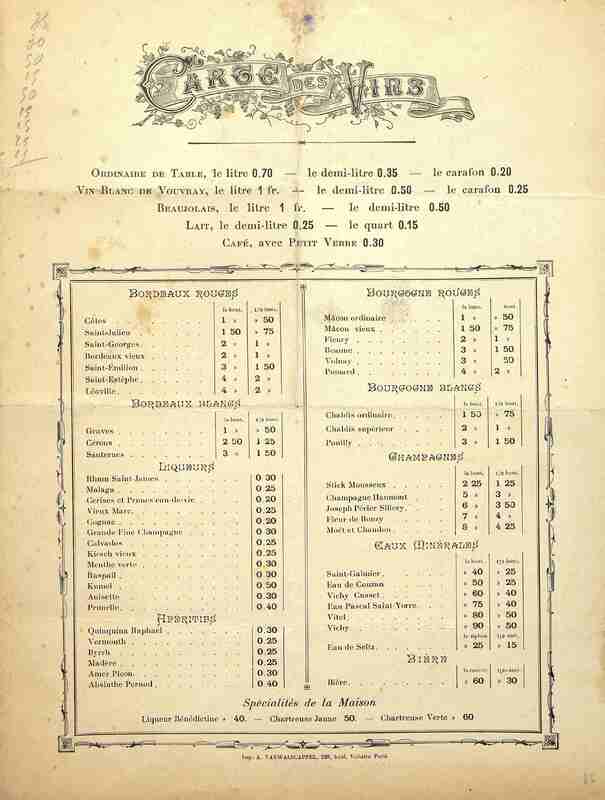 CARTE DES VINS
ORDINAIRE DE TABLE, le litre 0.70 — le demi-litre 0.35 — le carafon 0.20
VIN BLANC DE VOUVRAY, le litre 1 fr. — le demi-litre 0.50 — le carafon 0.25
BEAUJOLAIS, le litre 1 fr. — le demi-litre 0.50
LAIT, le demi-litre 0.25 — le quart 0.15
CAFÉ, avec PETIT VERRE 0.30
BORDEAUX ROUGES
la bout. 1/2 bout.
Côtes 1 » » 50
Saint-Julien 1 50 » 75
Saint-Georges 2 » 1 »
Bordeaux vieux 2 » 1 »
Saint-Émilion 3 » 1 50
Saint-Estèphe 4 » 2 »
Léoville 4 » 2 »
BORDEAUX BLANCS
la bout. 1/2 bout.
Graves 1 » » 50
Cérons 2 50 1 25
Sauternes 3 » 1 50
LIQUEURS
Rhum Saint-James 0 30
Malaga 0 25
Cerises et Prunes eau-de-vie 0 20
Vieux Marc 0 25
Cognac 0 20
Grande Fine Champagne 0 30
Calvados 0 25
Kirsch vieux 0 25
Menthe verte 0 30
Raspail 0 30
Kumel 0 50
Anisette 0 30
Prunelle 0 40
APÉRITIFS
Quinquina Raphael 0 30
Vermouth 0 25
Byrrh 0 25
Madère 0 25
Amer Picon 0 30
Absinthe Pernod 0 40
BOURGOGNE ROUGES
la bout. bout.
Mâcon ordinaire 1 » » 50
Mâcon vieux 1 50 » 75
Fleury 2 » 1 »
Beaune 3 » 1 50
Volnay 3 » 50
Pomard 4 » 2 »
BOURGOGNE BLANCS
la bout. 1/2 bout.
Chablis ordinaire 1 50 » 75
Chablis supérieur 2 » 1 »
Pouilly 3 » 1 50
CHAMPAGNES
la bout. 1/2 bout.
Stick Mousseux 2 25 1 25
Champagne Haumont 5 » 3 »
Joseph Périer Sillery 6 » 3 50
Fleur de Bouzy 7 » 4 »
Moët et Chandon 8 » 4 25
EAUX MINÉRALES
la bout. 1/2 bout.
Saint-Galmier » 40 » 25
Eau de Couzan » 50 » 25
Vichy Cusset » 60 » 40
Eau Pascal Saint-Yorre » 75 » 40
Vitel » 80 » 50
Vichy » 90 » 50
le siphon 1/2
Eau de Seltz » 25 » 15
BIÈRE
Bière » 60 » 30
Spécialités de la Maison
Liqueur Bénédictine » 40. — Chartreuse Jaune 50. — Chartreuse Verte » 60
Imp. A. VANWALSCAPPEL, boul. Voltaire Paris